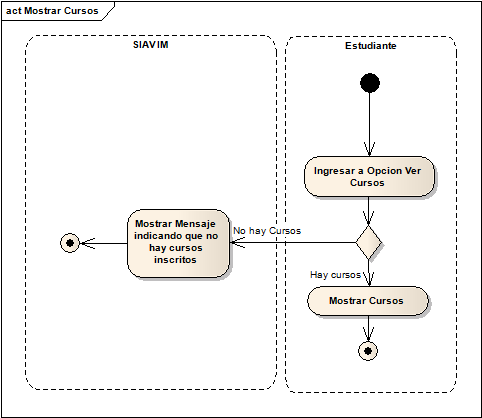 act Mostrar Cursos
SIAVIM
Estudiante
Ingresar a Opcion Ver
Cursos
No hay Cursos
Mostrar Mensaje
indicando que no
hay cursos
inscritos
Hay cursos
Mostrar Cursos